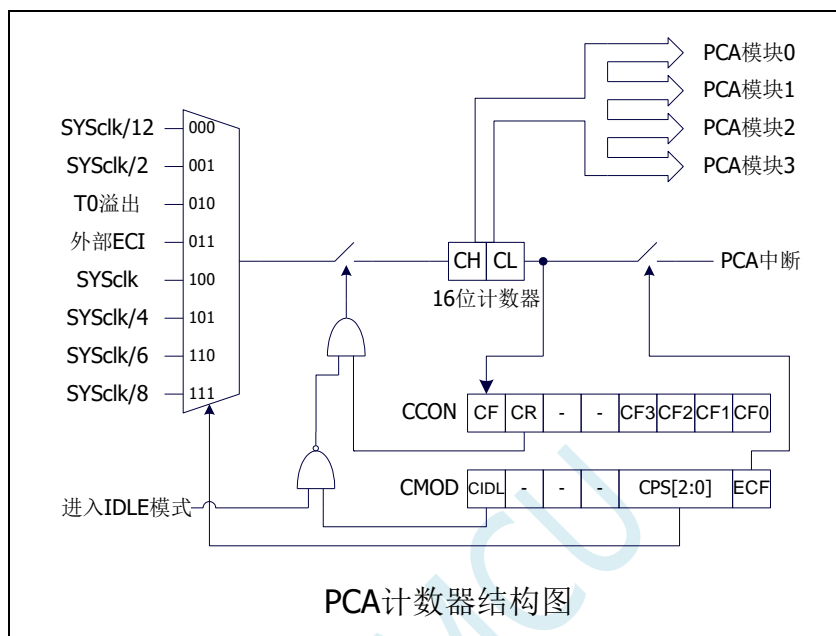 PCA模块0
PCA模块1
PCA模块2
PCA模块3
SYSclk/12
000
SYSclk/2
001
T0溢出
010
外部ECI
011
SYSclk
100
SYSclk/4
101
SYSclk/6
110
SYSclk/8
111
CH
CL
16位计数器
PCA中断
CCON
CF
CR
-
-
CF3
CF2
CF1
CF0
CMOD
CIDL
-
-
-
CPS[2:0]
ECF
进入IDLE模式
MCU
PCA计数器结构图